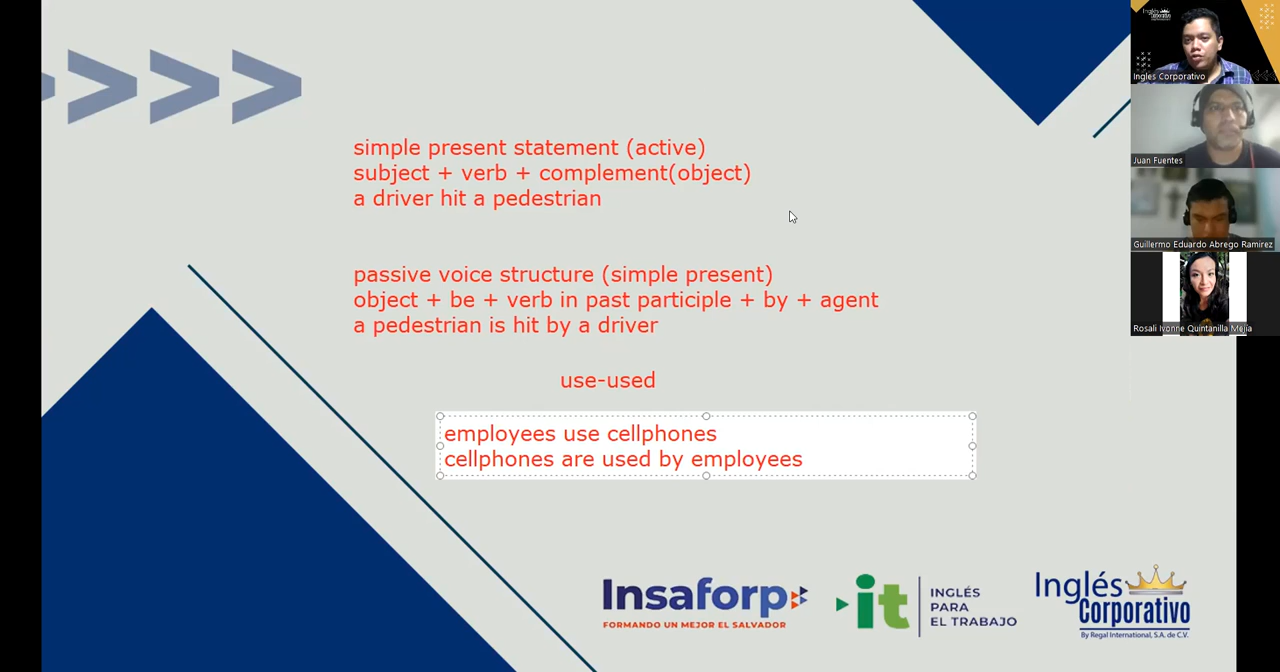 simple present statement (active)
subject + verb + complement(object)
a driver hit a pedestrian
passive voice structure (simple present)
object + be + verb in past participle + by + agent
a pedestrian is hit by a driver
use-used
employees use cellphones
cellphones are used by employees
Insaforp
FORMANDO UN MEJOR EL SALVADOR
it
INGLÉS
PARA
EL TRABAJO
Inglés
Corporativo
By Regal International, S.A. de C.V.
Inglés Corporativo
Ingles Corporativo
Juan Fuentes
Guillermo Eduardo Abrego Ramirez
Rosali Ivonne Quintanilla Mejía